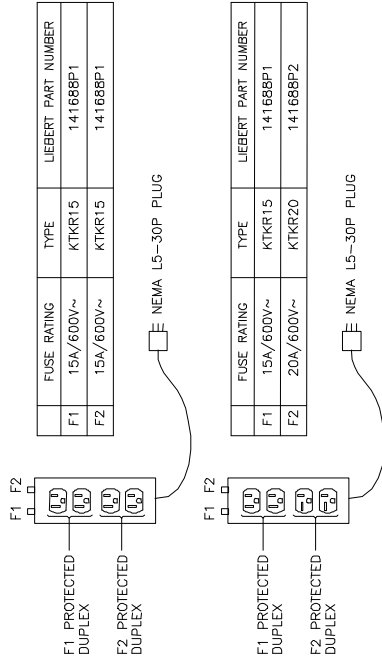 FUSE RATING TYPE LIEBERT PART NUMBER
F1 15A/600V~ KTKR15 141688P1
F2 15A/600V~ KTKR15 141688P1
F1 F2
NEMA L5-30P PLUG
F1 PROTECTED
DUPLEX
F2 PROTECTED
DUPLEX
FUSE RATING TYPE LIEBERT PART NUMBER
F1 15A/600V~ KTKR15 141688P1
F2 20A/600V~ KTKR20 141688P2
F1 F2
NEMA L5-30P PLUG
F1 PROTECTED
DUPLEX
F2 PROTECTED
DUPLEX